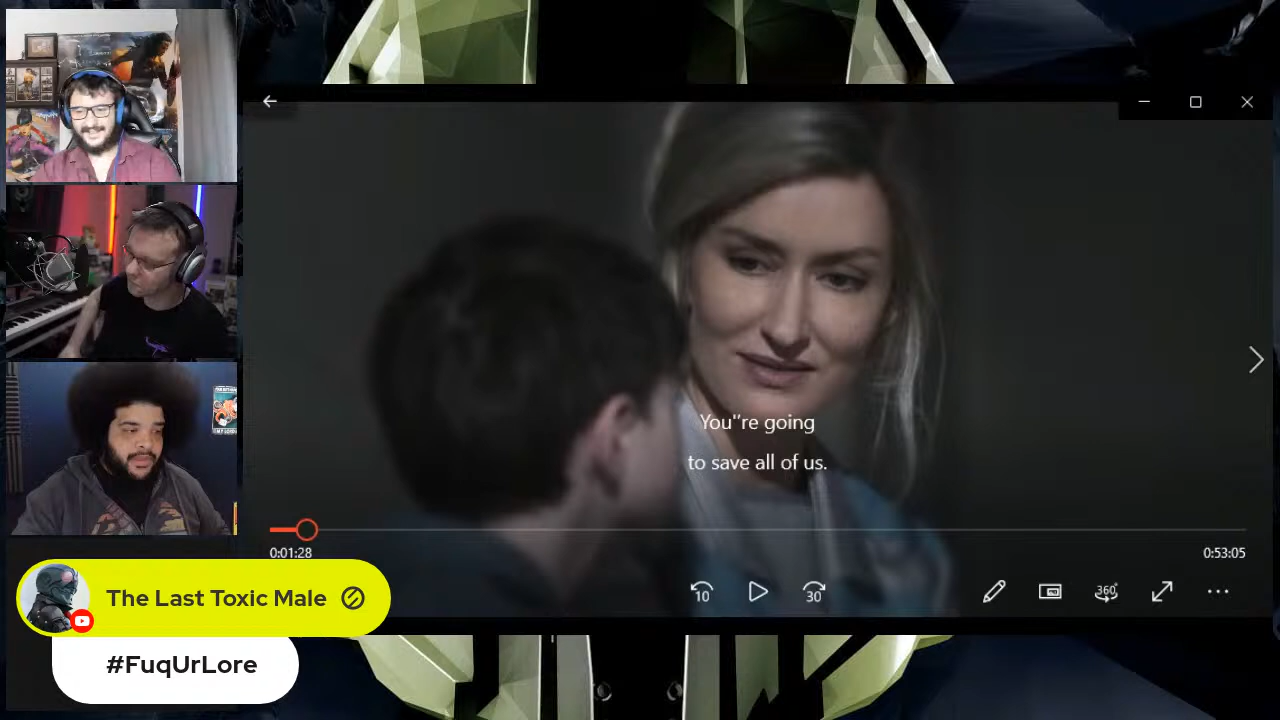 You"re going
to save all of us.
0:01:28
0:53:05
10
30
360°
The Last Toxic Male
#FuqUrLore